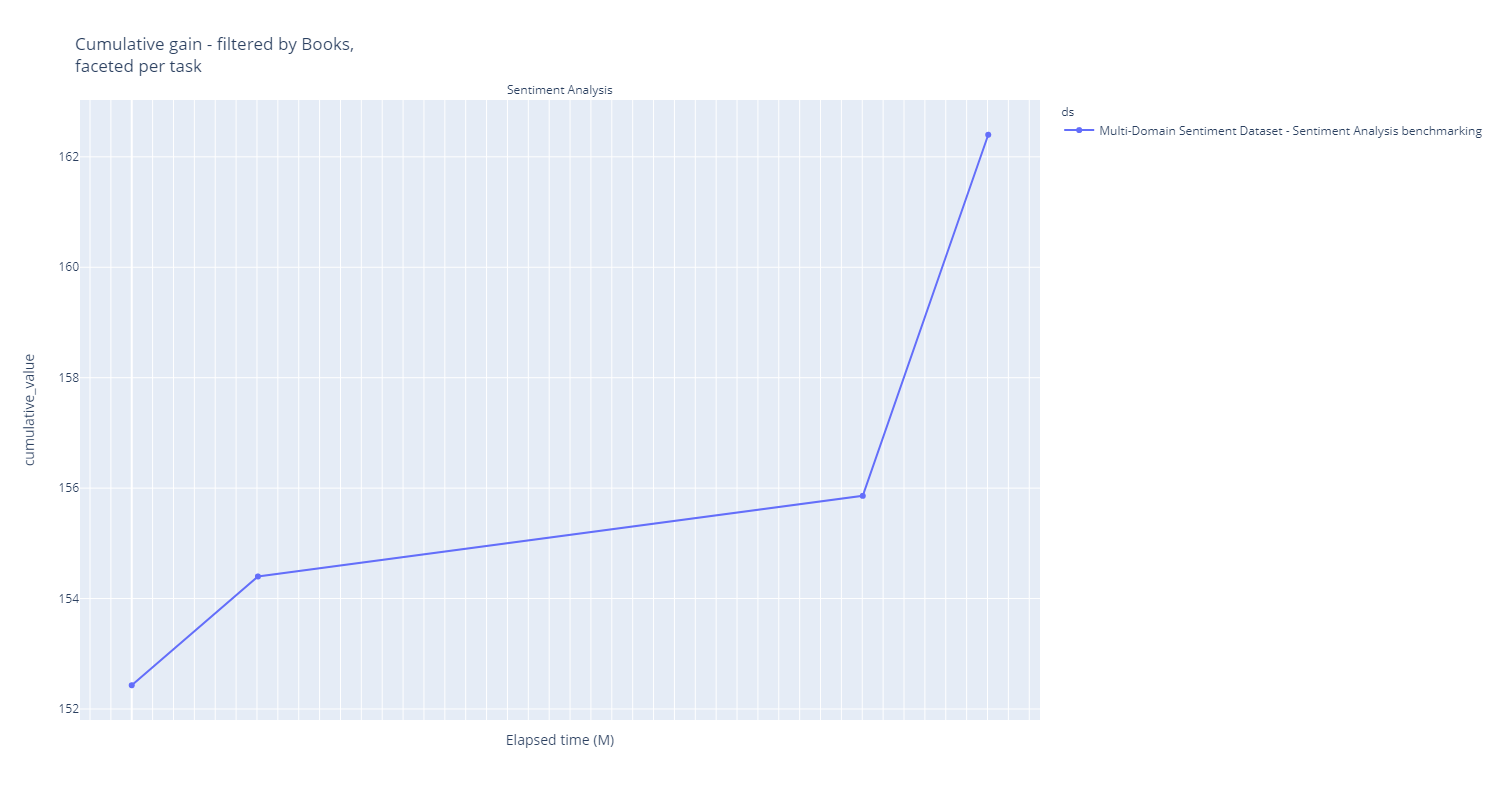 Cumulative gain - filtered by Books,
faceted per task
Sentiment Analysis
ds
Multi-Domain Sentiment Dataset - Sentiment Analysis benchmarking
162
160
158
156
154
152
cumulative_value
Elapsed time (M)